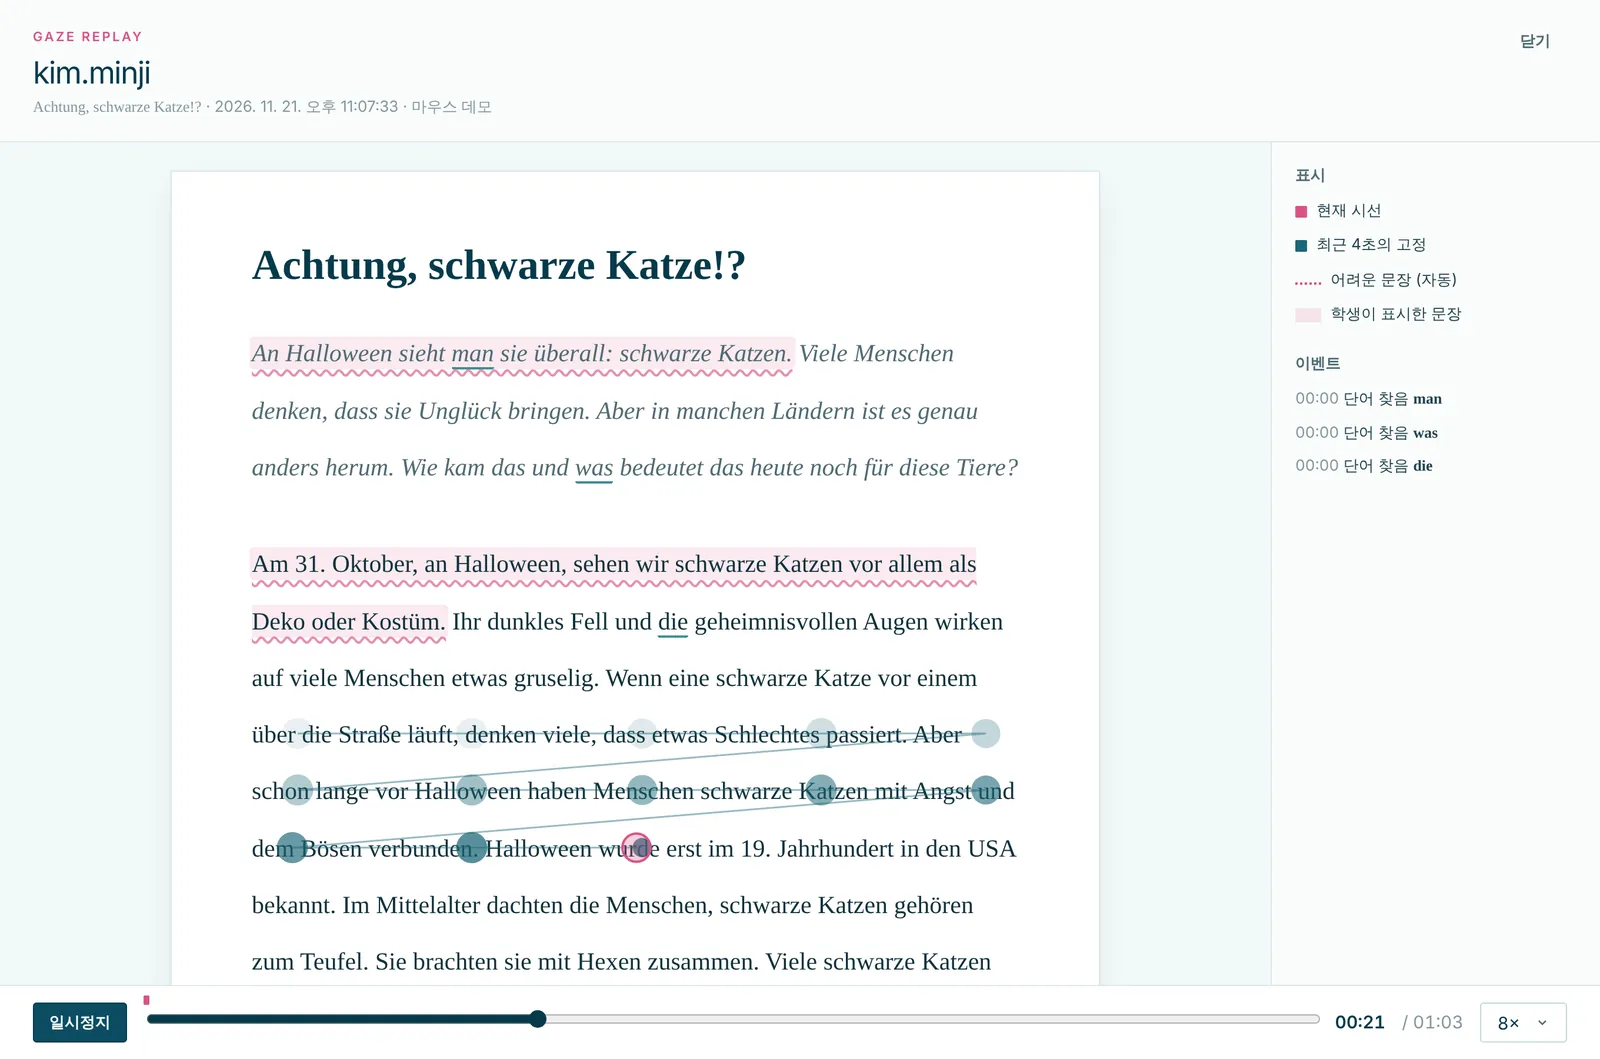 GAZE REPLAY
kim.minji
Achtung, schwarze Katze!? · 2026. 11. 21. 오후 11:07:33 · 마우스 데모
닫기
Achtung, schwarze Katze!?
An Halloween sieht man sie überall: schwarze Katzen. Viele Menschen
denken, dass sie Unglück bringen. Aber in manchen Ländern ist es genau
anders herum. Wie kam das und was bedeutet das heute noch für diese Tiere?
Am 31. Oktober, an Halloween, sehen wir schwarze Katzen vor allem als
Deko oder Kostüm. Ihr dunkles Fell und die geheimnisvollen Augen wirken
auf viele Menschen etwas gruselig. Wenn eine schwarze Katze vor einem
über die Straße läuft, denken viele, dass etwas Schlechtes passiert. Aber
schon lange vor Halloween haben Menschen schwarze Katzen mit Angst und
dem Bösen verbunden. Halloween wurde erst im 19. Jahrhundert in den USA
bekannt. Im Mittelalter dachten die Menschen, schwarze Katzen gehören
zum Teufel. Sie brachten sie mit Hexen zusammen. Viele schwarze Katzen
표시
현재 시선
최근 4초의 고정
어려운 문장 (자동)
학생이 표시한 문장
이벤트
00:00 단어 찾음 man
00:00 단어 찾음 was
00:00 단어 찾음 die
일시정지
00:21 / 01:03
8×